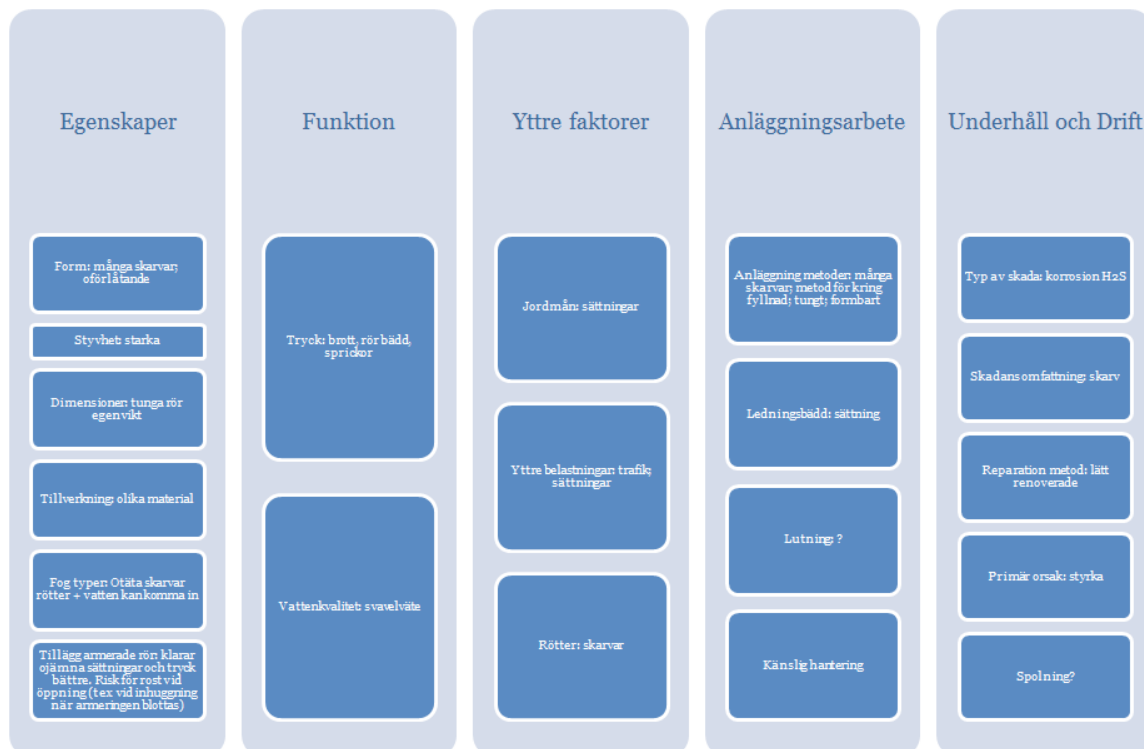 Egenskaper
Form: många skarvar;
oförlåtande
Styvhet: starka
Dimensioner: tunga rör
egenvikt
Tillverkning: olika material
Fog typer: Otäta skarvar
rötter + vatten kan komma in
Tillägg armerade rör: klarar
ojämna sättningar och tryck
bättre. Risk för rost vid
öppning (tex vid inhuggning
när armeringen blottas)
Funktion
Tryck: brott, rör bädd,
sprickor
Vattenkvalitet: svavelväte
Yttre faktorer
Jordmån: sättningar
Yttre belastningar: trafik;
sättningar
Rötter: skarvar
Anläggningsarbete
Anläggning metoder: många
skarvar; metod för kring
fyllnad; tungt; formbart
Ledningsbädd: sättning
Lutning: ?
Känslig hantering
Underhåll och Drift
Typ av skada: korrosion H2S
Skadans omfattning: skarv
Reparation metod: lätt
renoverade
Primär orsak: styrka
Spolning?